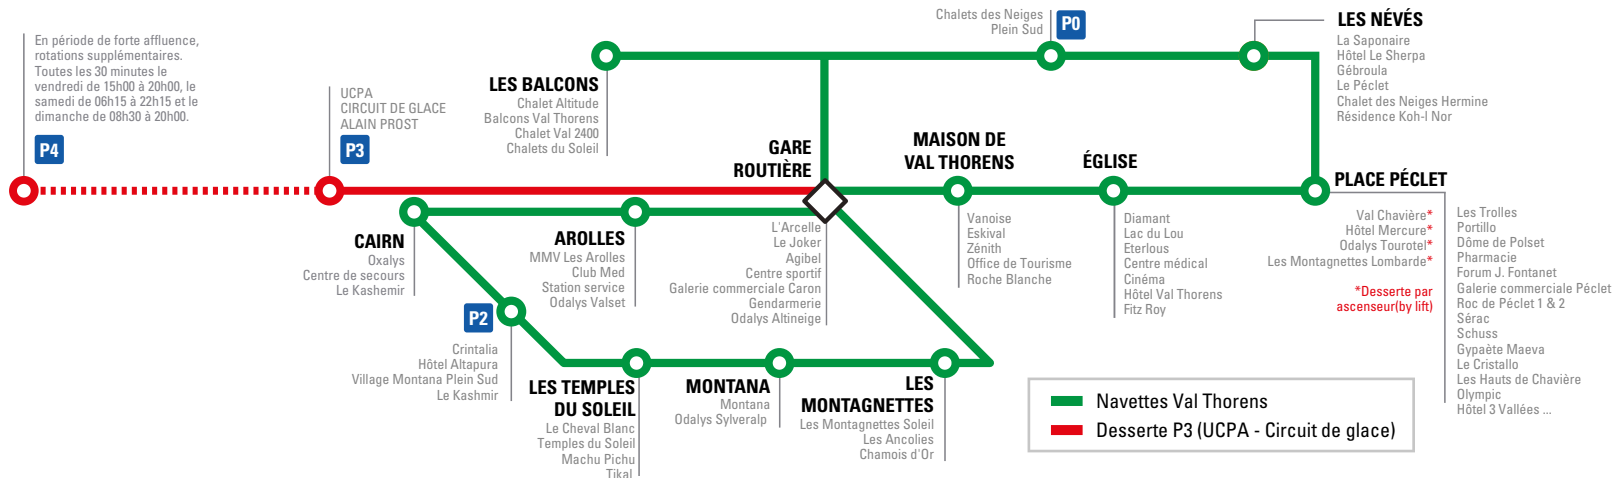 En période de forte affluence,
rotations supplémentaires.
Toutes les 30 minutes le
vendredi de 15h00 à 20h00, le
samedi de 06h15 à 22h15 et le
dimanche de 08h30 à 20h00.
P4
UCPA
CIRCUIT DE GLACE
ALAIN PROST
P3
LES BALCONS
Chalet Altitude
Balcons Val Thorens
Chalet Val 2400
Chalets du Soleil
Chalets des Neiges
Plein Sud
P0
LES NÉVÉS
La Saponaire
Hôtel Le Sherpa
Gébroula
Le Péclet
Chalet des Neiges Hermine
Résidence Koh-I Nor
GARE
ROUTIÈRE
L'Arcelle
Le Joker
Agibel
Centre sportif
Galerie commerciale Caron
Gendarmerie
Odalys Altineige
MAISON DE
VAL THORENS
Vanoise
Eskival
Zénith
Office de Tourisme
Roche Blanche
ÉGLISE
Diamant
Lac du Lou
Eterlous
Centre médical
Cinéma
Hôtel Val Thorens
Fitz Roy
PLACE PÉCLET
Val Chavière*
Hôtel Mercure*
Odalys Tourotel*
Les Montagnettes Lombarde*
*Desserte par
ascenseur(by lift)
Les Trolles
Portillo
Dôme de Polset
Pharmacie
Forum J. Fontanet
Galerie commerciale Péclet
Roc de Péclet 1 & 2
Sérac
Schuss
Gypaète Maeva
Le Cristallo
Les Hauts de Chavière
Olympic
Hôtel 3 Vallées ...
CAIRN
Oxalys
Centre de secours
Le Kashemir
AROLLES
MMV Les Arolles
Club Med
Station service
Odalys Valset
P2
Crintalia
Hôtel Altapura
Village Montana Plein Sud
Le Kashmir
LES TEMPLES
DU SOLEIL
Le Cheval Blanc
Temples du Soleil
Machu Pichu
Tikal
MONTANA
Montana
Odalys Sylveralp
LES
MONTAGNETTES
Les Montagnettes Soleil
Les Ancolies
Chamois d'Or
Navettes Val Thorens
Desserte P3 (UCPA - Circuit de glace)